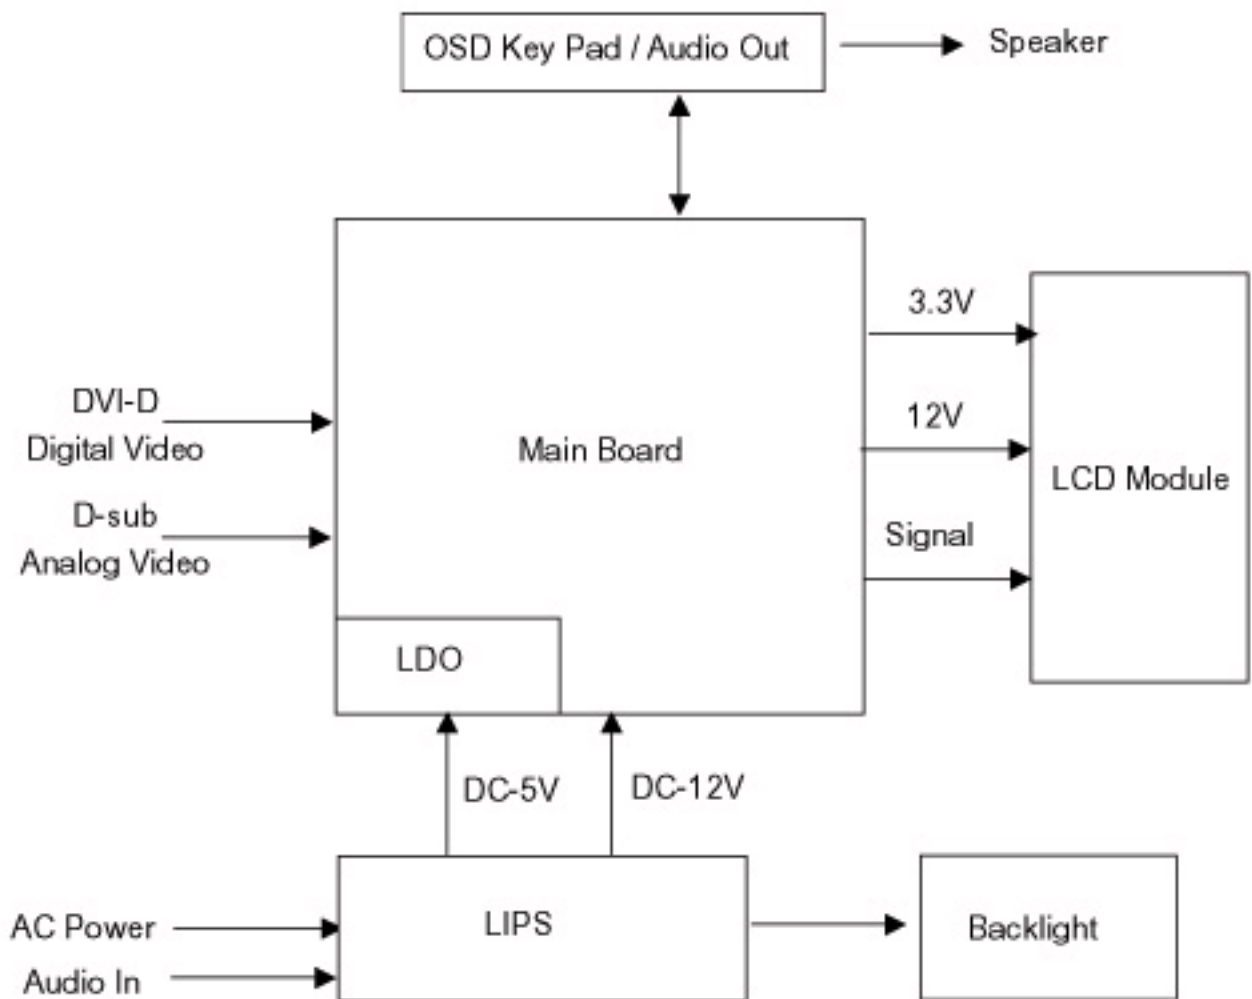 OSD Key Pad / Audio Out
Speaker
3.3V
DVI-D
Digital Video
12V
Main Board
LCD Module
D-sub
Analog Video
Signal
LDO
DC-5V
DC-12V
AC Power
LIPS
Backlight
Audio In